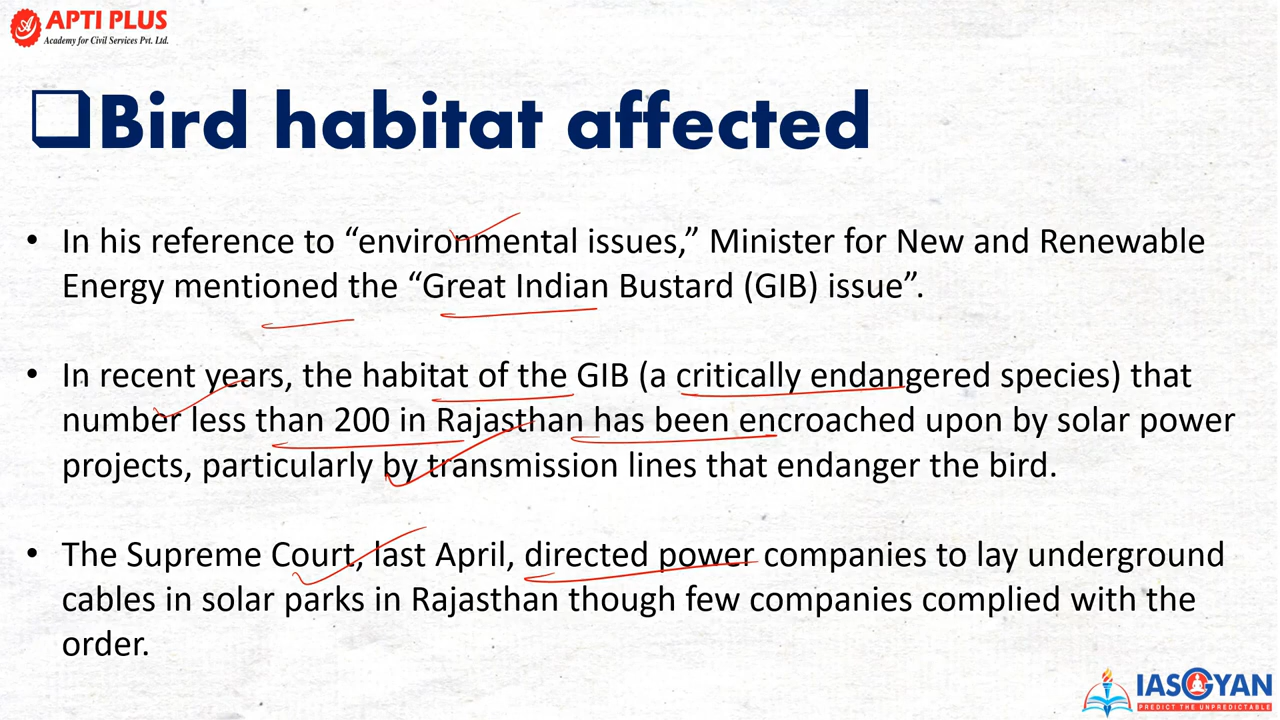 APTI PLUS
Academy for Civil Services Pvt. Ltd.
Bird habitat affected
• In his reference to “environmental issues,” Minister for New and Renewable
Energy mentioned the “Great Indian Bustard (GIB) issue”.
• In recent years, the habitat of the GIB (a critically endangered species) that
number less than 200 in Rajasthan has been encroached upon by solar power
projects, particularly by transmission lines that endanger the bird.
• The Supreme Court, last April, directed power companies to lay underground
cables in solar parks in Rajasthan though few companies complied with the
order.
IASGYAN
PREDICT THE UNPREDICTABLE